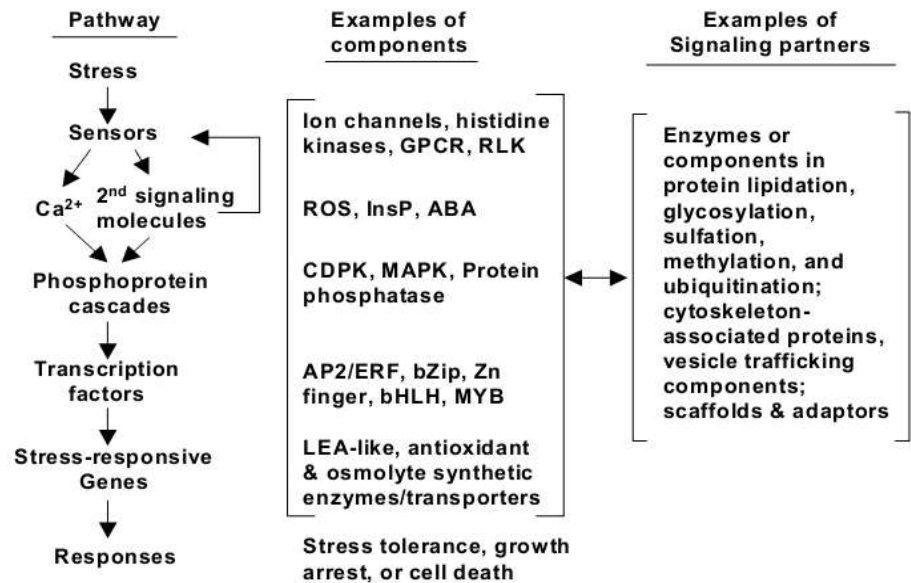 Pathway
Stress
Sensors
Ca²⁺
2ⁿᵈ signaling
molecules
Phosphoprotein
cascades
Transcription
factors
Stress-responsive
Genes
Responses
Examples of
components
Ion channels, histidine
kinases, GPCR, RLK
ROS, InsP, ABA
CDPK, MAPK, Protein
phosphatase
AP2/ERF, bZip, Zn
finger, bHLH, MYB
LEA-like, antioxidant
& osmolyte synthetic
enzymes/transporters
Stress tolerance, growth
arrest, or cell death
Examples of
Signaling partners
Enzymes or
components in
protein lipidation,
glycosylation,
sulfation,
methylation, and
ubiquitination;
cytoskeleton-
associated proteins,
vesicle trafficking
components;
scaffolds & adaptors